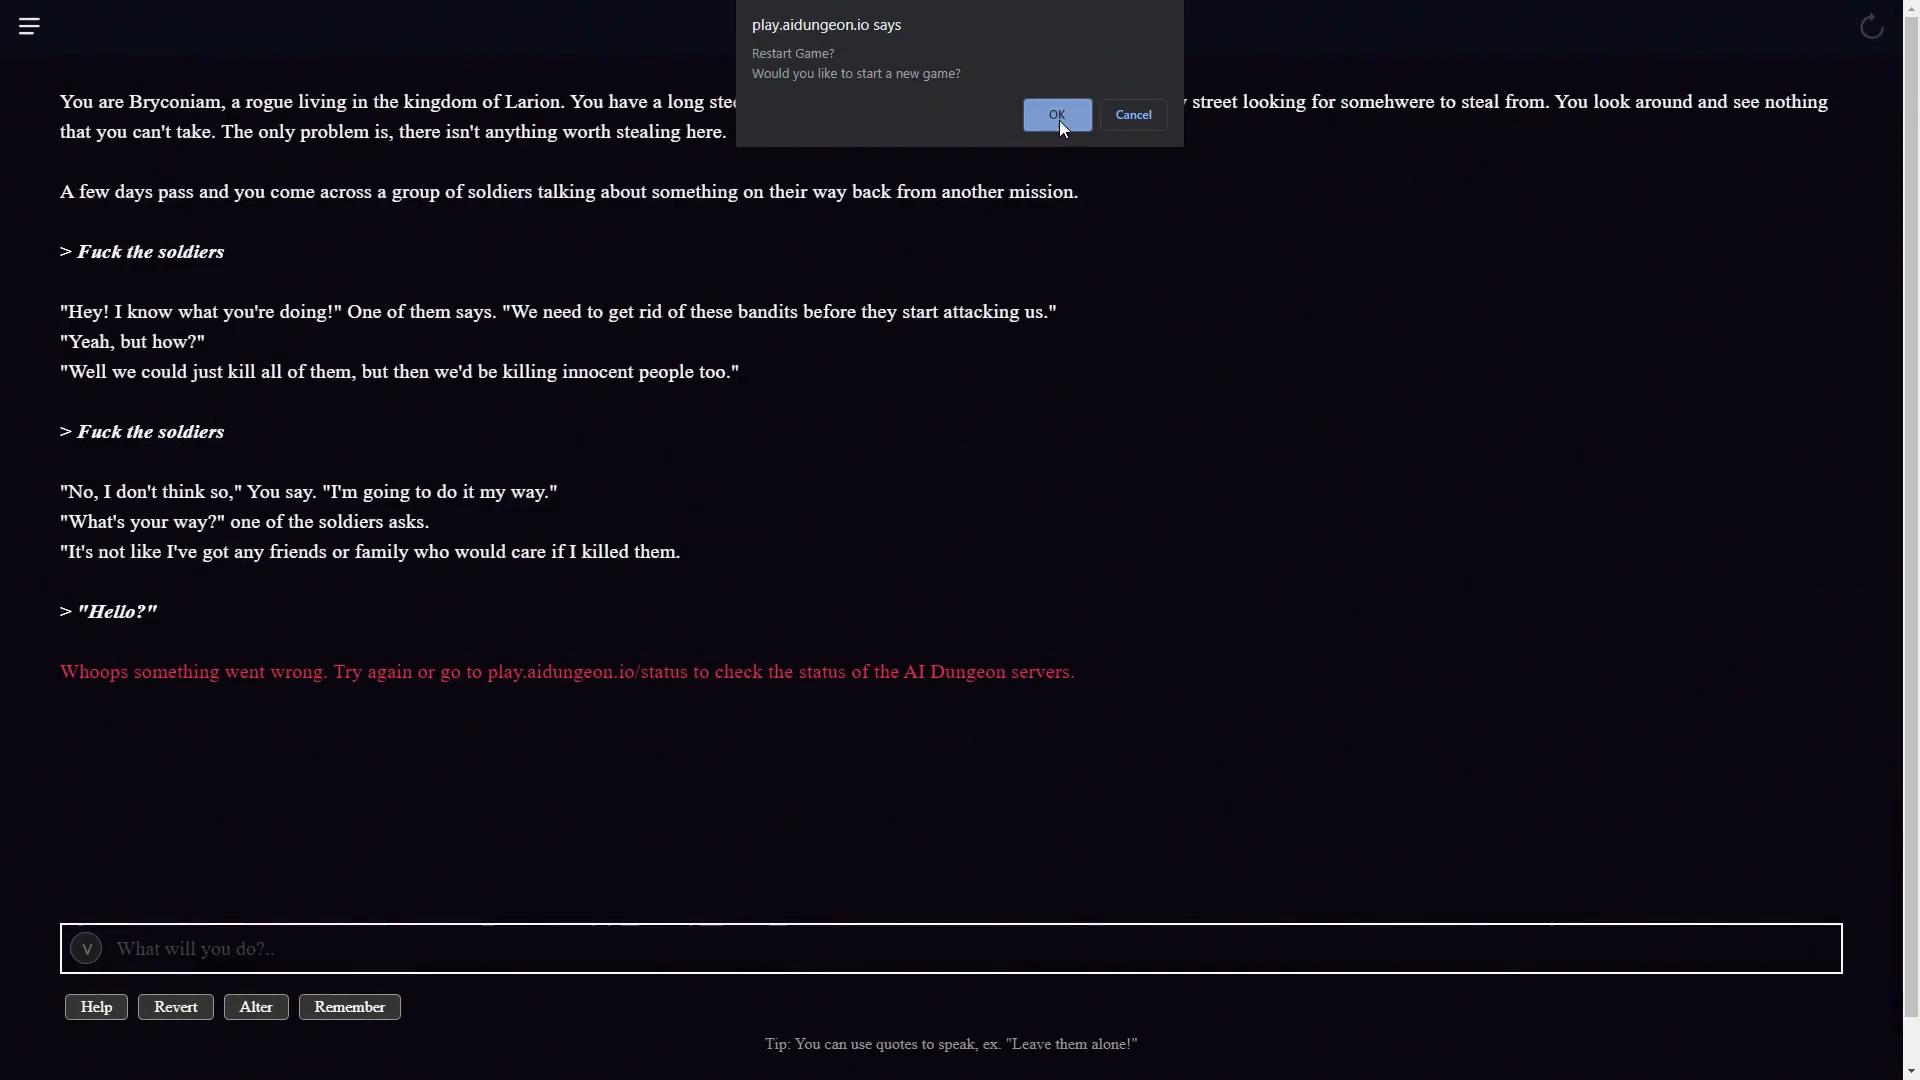 play.aidungeon.io says
Restart Game?
Would you like to start a new game?
OK
Cancel
You are Bryconiam, a rogue living in the kingdom of Larion. You have a long stee street looking for somehwere to steal from. You look around and see nothing
that you can't take. The only problem is, there isn't anything worth stealing here.
A few days pass and you come across a group of soldiers talking about something on their way back from another mission.
> Fuck the soldiers
"Hey! I know what you're doing!" One of them says. "We need to get rid of these bandits before they start attacking us."
"Yeah, but how?"
"Well we could just kill all of them, but then we'd be killing innocent people too."
> Fuck the soldiers
"No, I don't think so," You say. "I'm going to do it my way."
"What's your way?" one of the soldiers asks.
"It's not like I've got any friends or family who would care if I killed them.
> "Hello?"
Whoops something went wrong. Try again or go to play.aidungeon.io/status to check the status of the AI Dungeon servers.
V What will you do?..
Help Revert Alter Remember
Tip: You can use quotes to speak, ex. "Leave them alone!"